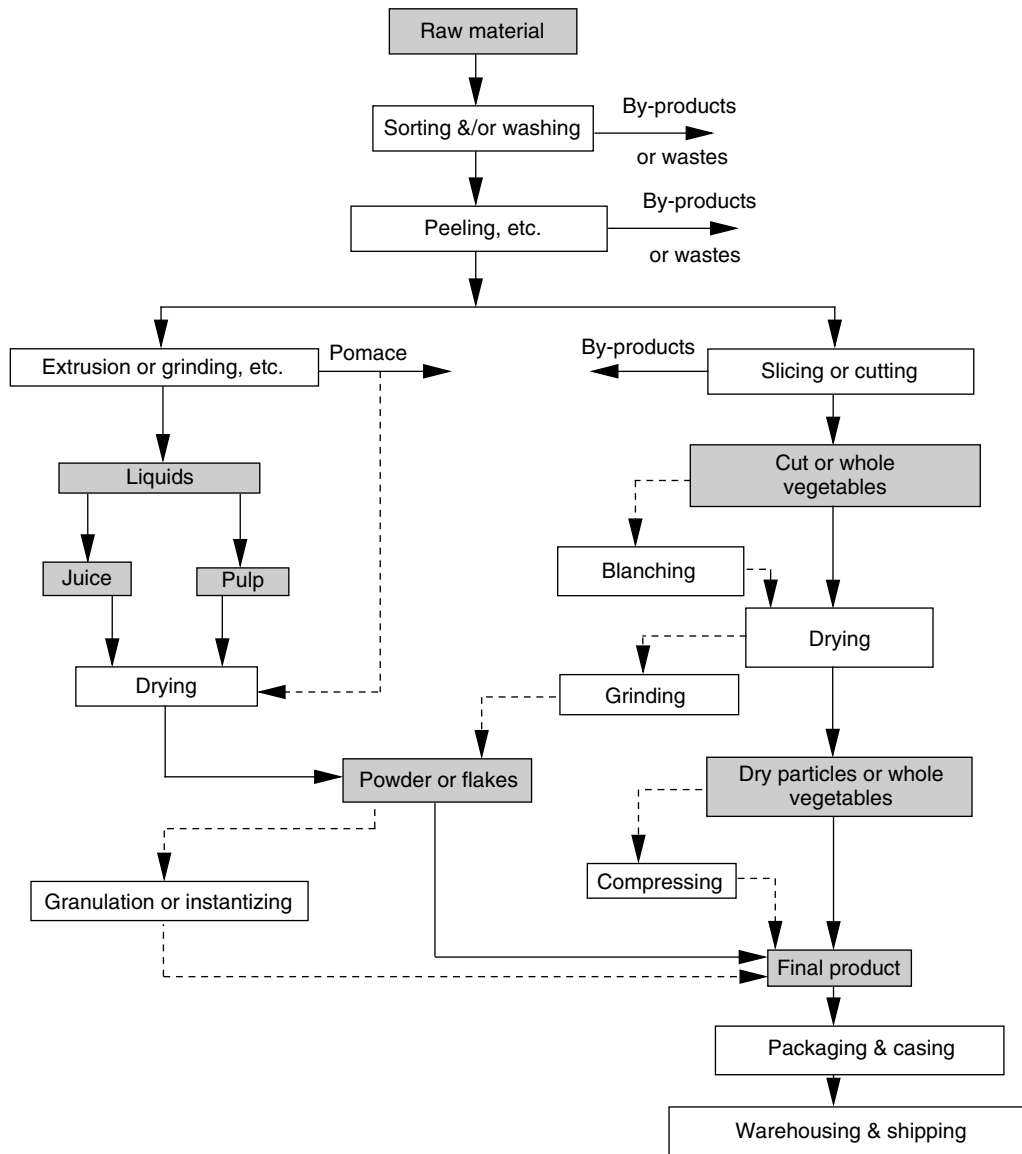 Raw material
Sorting &/or washing
By-products
or wastes
Peeling, etc.
By-products
or wastes
Extrusion or grinding, etc.
Pomace
By-products
Slicing or cutting
Liquids
Cut or whole
vegetables
Juice
Pulp
Blanching
Drying
Drying
Grinding
Powder or flakes
Dry particles or whole
vegetables
Granulation or instantizing
Compressing
Final product
Packaging & casing
Warehousing & shipping